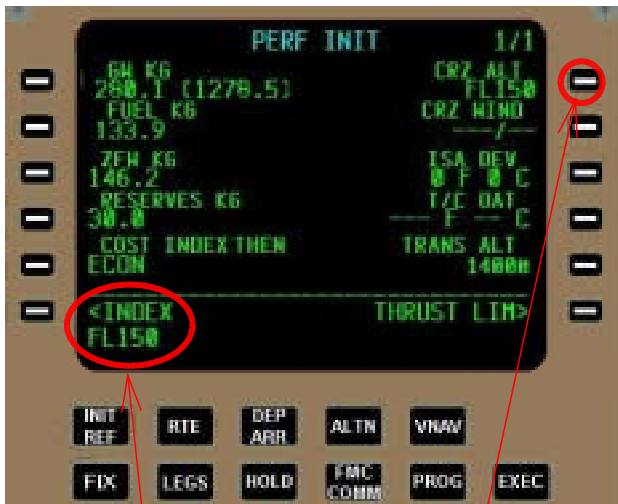 PERF INIT 1/1
GW KG CRZ ALT
280.1 (1278.5) FL150
FUEL KG CRZ WIND
133.9 ---/--
ZFW KG ISA DEV
146.2 0 F 0 C
RESERVES KG T/C OAT
30.0 --- F -- C
COST INDEX THEN TRANS ALT
ECON 1400m
<INDEX THRUST LIM>
FL150
INIT REF RTE DEP ARR ALTN VNAV
FIX LEGS HOLD FMC COMM PROG EXEC